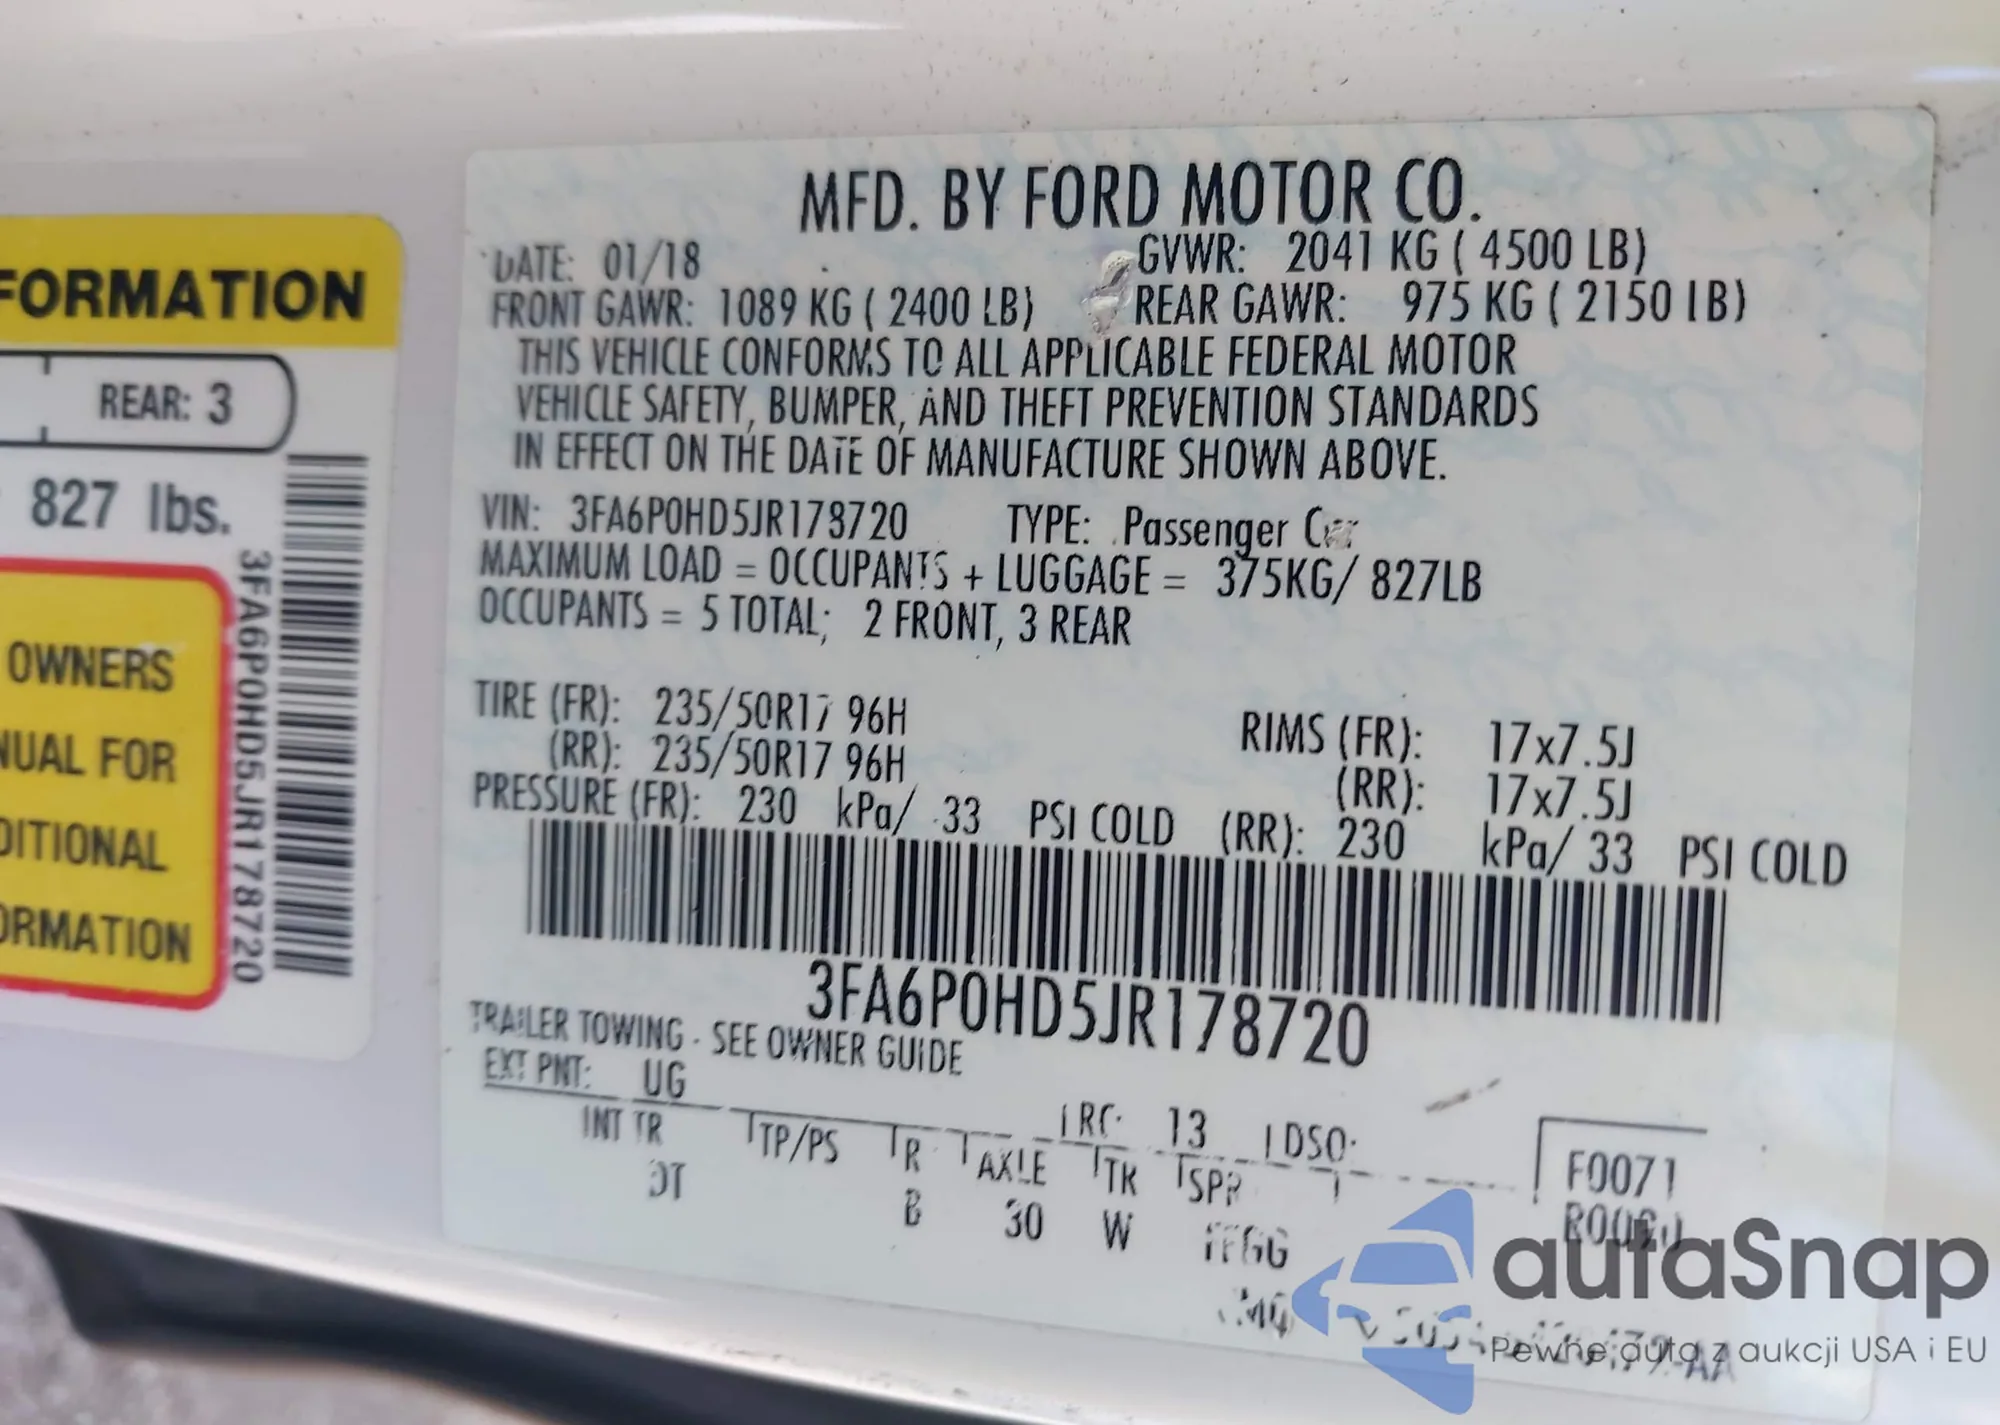 FORMATION
REAR: 3
827 lbs.
OWNERS
NUAL FOR
DITIONAL
ORMATION
3FA6P0HD5JR178720
MFD. BY FORD MOTOR CO.
DATE: 01/18 GVWR: 2041 KG ( 4500 LB)
FRONT GAWR: 1089 KG ( 2400 LB) REAR GAWR: 975 KG ( 2150 LB)
THIS VEHICLE CONFORMS TO ALL APPLICABLE FEDERAL MOTOR
VEHICLE SAFETY, BUMPER, AND THEFT PREVENTION STANDARDS
IN EFFECT ON THE DATE OF MANUFACTURE SHOWN ABOVE.
VIN: 3FA6P0HD5JR178720 TYPE: Passenger Car
MAXIMUM LOAD = OCCUPANTS + LUGGAGE = 375KG/ 827LB
OCCUPANTS = 5 TOTAL; 2 FRONT, 3 REAR
TIRE (FR): 235/50R17 96H RIMS (FR): 17x7.5J
(RR): 235/50R17 96H (RR): 17x7.5J
PRESSURE (FR): 230 kPa/ 33 PSI COLD (RR): 230 kPa/ 33 PSI COLD
3FA6P0HD5JR178720
TRAILER TOWING - SEE OWNER GUIDE
EXT PNT: UG RC: 13 DSO:
INT TR TP/PS R AXLE TR SPR F0071
B 30 W
autaSnap
Pewne auta z aukcji USA i EU